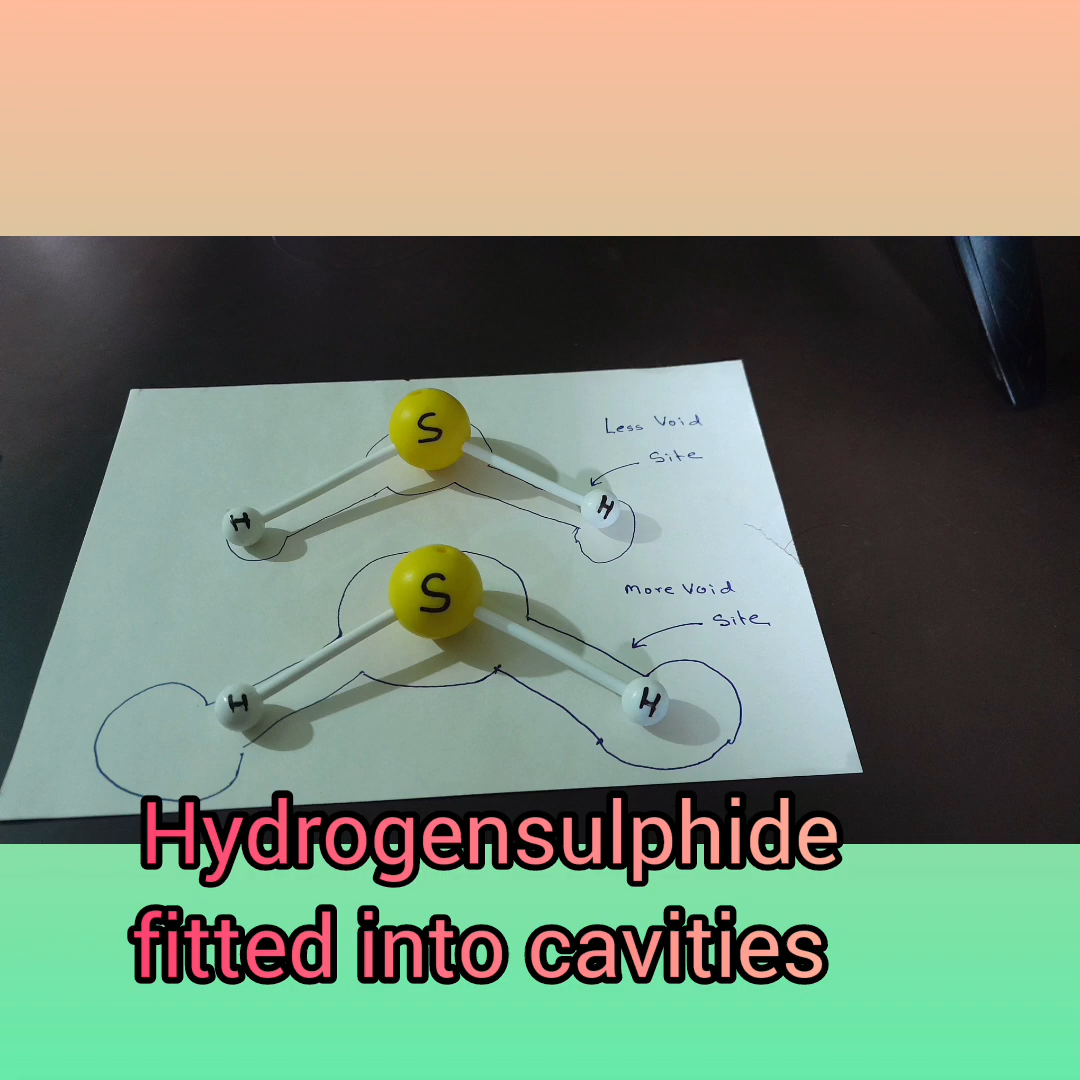 S
Less Void
Site
H
H
S
More Void
Site
H
H
Hydrogensulphide
fitted into cavities